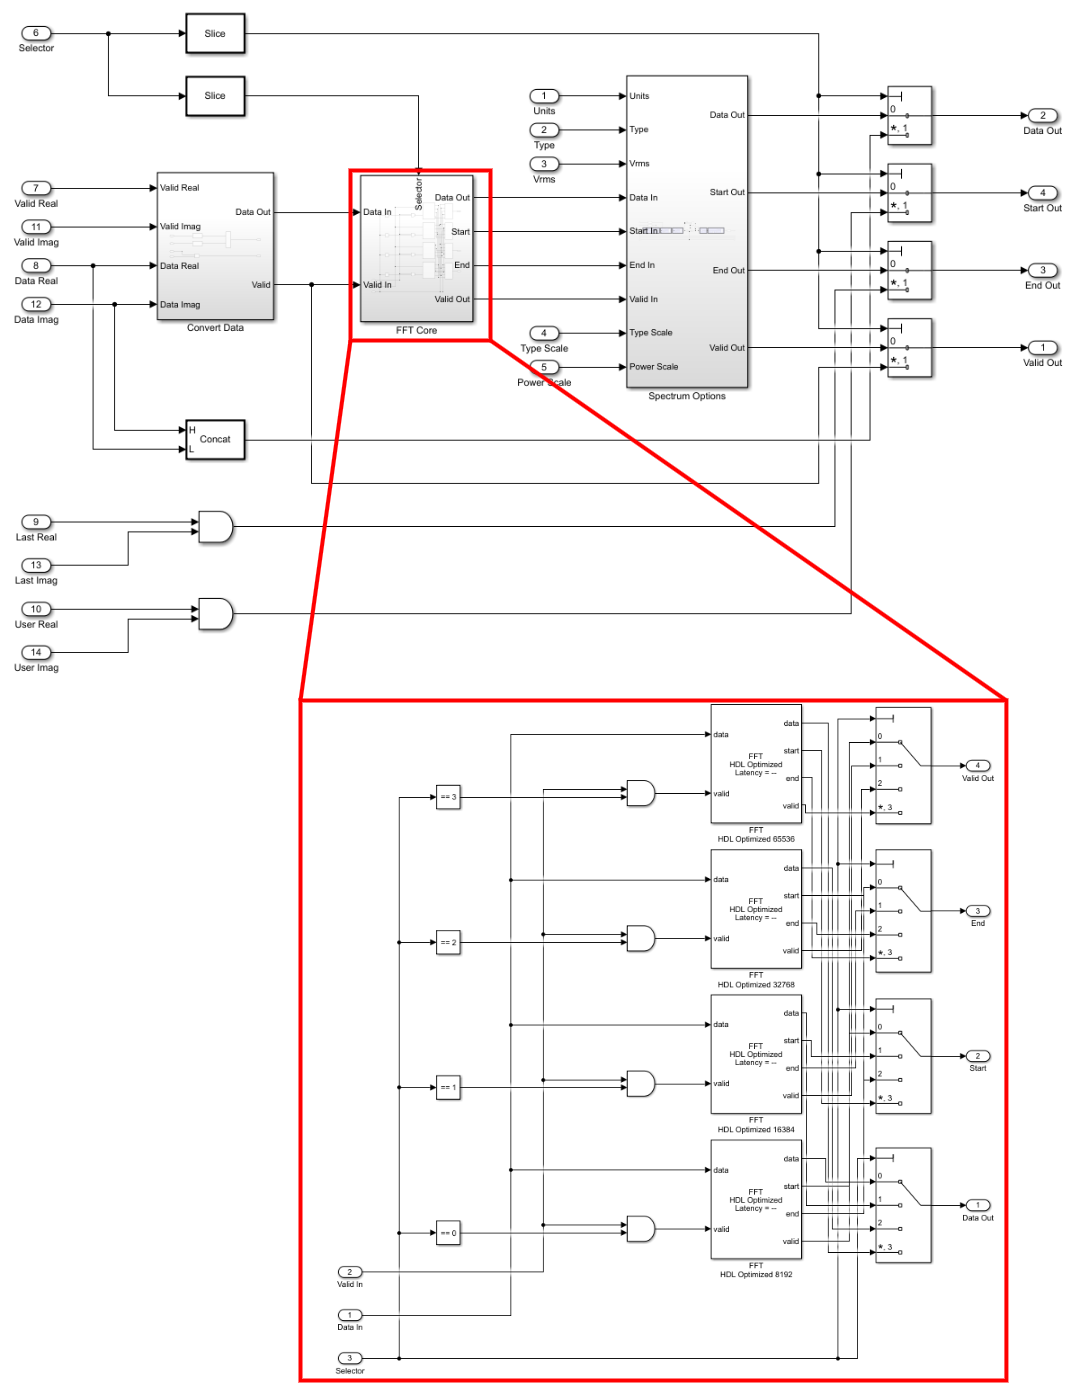 6
Selector
Slice
Slice
1
Units
2
Type
3
Vrms
Units
Type
Vrms
Data In
Start In
End In
Valid In
Type Scale
Power Scale
Data Out
Start Out
End Out
Valid Out
Spectrum Options
4
Type Scale
5
Power Scale
0
*, 1
2
Data Out
0
*, 1
4
Start Out
0
*, 1
3
End Out
0
*, 1
1
Valid Out
7
Valid Real
11
Valid Imag
8
Data Real
12
Data Imag
Valid Real
Valid Imag
Data Real
Data Imag
Data Out
Valid
Convert Data
Selector
Data In
Valid In
Data Out
Start
End
Valid Out
FFT Core
H
L
Concat
9
Last Real
13
Last Imag
10
User Real
14
User Imag
== 3
data
valid
FFT
HDL Optimized
Latency = --
data
start
end
valid
FFT
HDL Optimized 65536
0
1
2
*, 3
4
Valid Out
== 2
data
valid
FFT
HDL Optimized
Latency = --
data
start
end
valid
FFT
HDL Optimized 32768
0
1
2
*, 3
3
End
== 1
data
valid
FFT
HDL Optimized
Latency = --
data
start
end
valid
FFT
HDL Optimized 16384
0
1
2
*, 3
2
Start
== 0
data
valid
FFT
HDL Optimized
Latency = --
data
start
end
valid
FFT
HDL Optimized 8192
0
1
2
*, 3
1
Data Out
2
Valid In
1
Data In
3
Selector